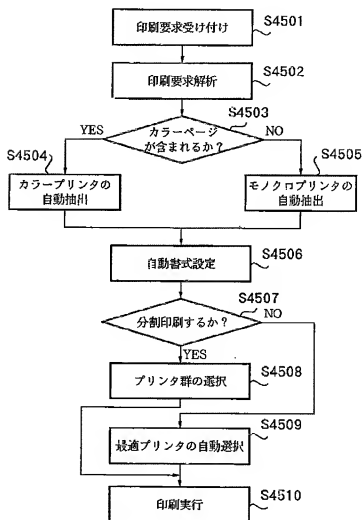 印刷要求受け付け
S4501
印刷要求解析
S4502
S4503
カラーページ
が含まれるか?
YES
NO
S4504
カラープリンタの
自動抽出
S4505
モノクロプリンタの
自動抽出
自動書式設定
S4506
S4507
分割印刷するか?
NO
YES
プリンタ群の選択
S4508
S4509
最適プリンタの自動選択
印刷実行
S4510